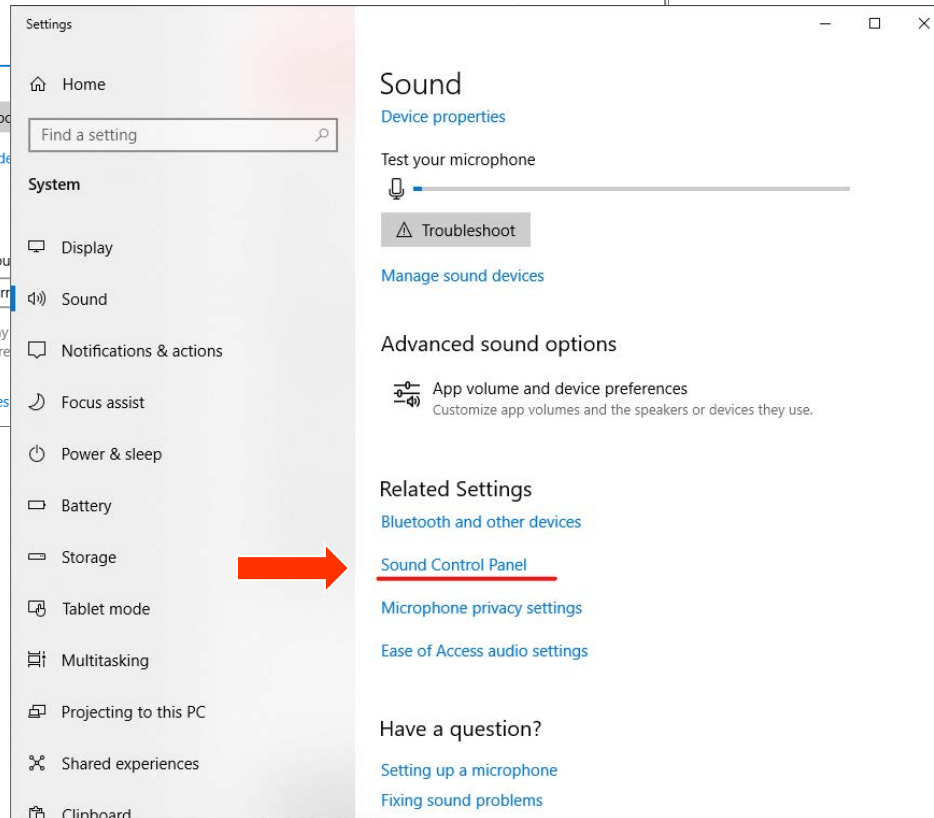 Settings
Home
Find a setting
System
Display
Sound
Notifications & actions
Focus assist
Power & sleep
Battery
Storage
Tablet mode
Multitasking
Projecting to this PC
Shared experiences
Clipboard
Sound
Device properties
Test your microphone
Troubleshoot
Manage sound devices
Advanced sound options
App volume and device preferences
Customize app volumes and the speakers or devices they use.
Related Settings
Bluetooth and other devices
Sound Control Panel
Microphone privacy settings
Ease of Access audio settings
Have a question?
Setting up a microphone
Fixing sound problems